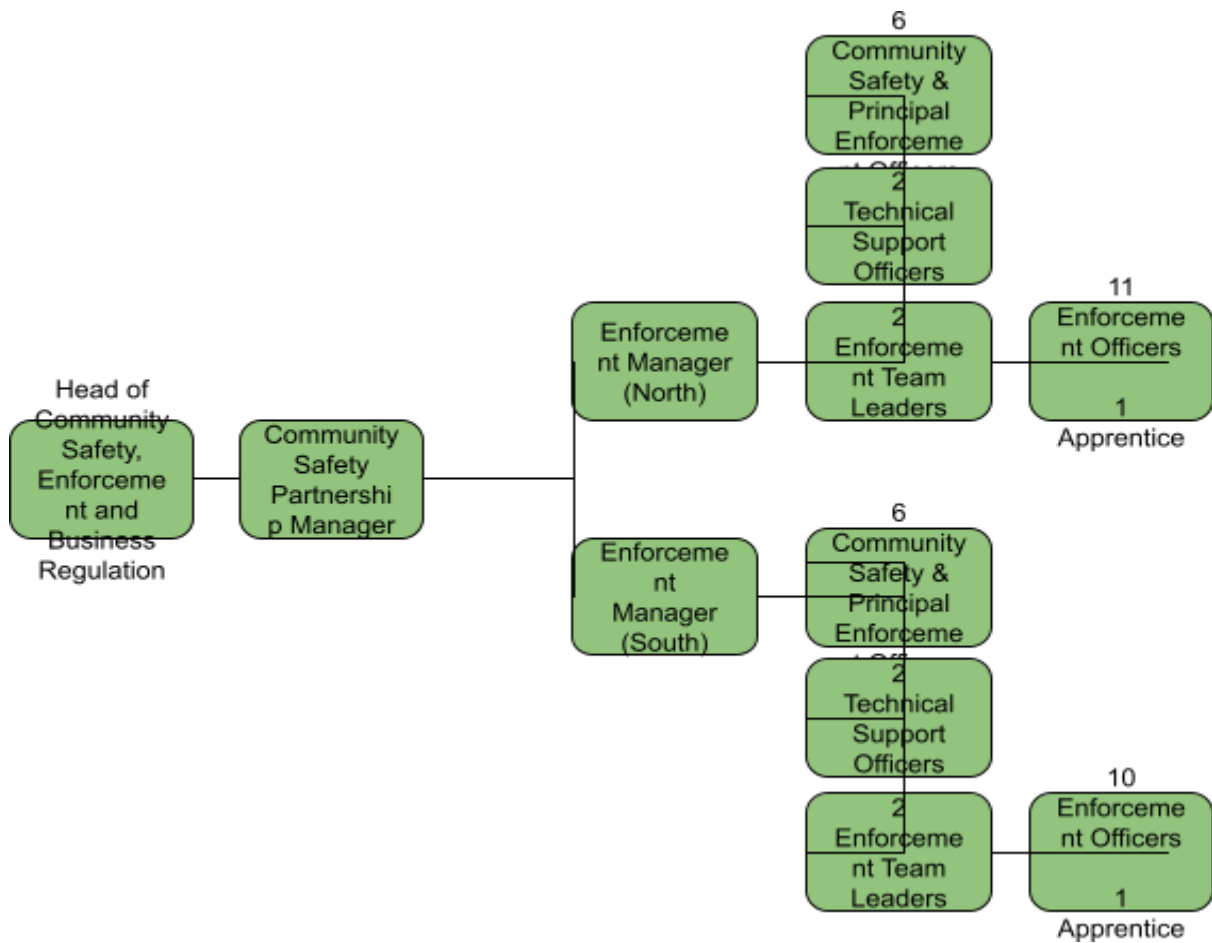 Head of
Community
Safety,
Enforceme
nt and
Business
Regulation
Community
Safety
Partnershi
p Manager
Enforceme
nt Manager
(North)
6
Community
Safety &
Principal
Enforceme
nt Officers
2
Technical
Support
Officers
2
Enforceme
nt Team
Leaders
11
Enforceme
nt Officers
1
Apprentice
Enforceme
nt
Manager
(South)
6
Community
Safety &
Principal
Enforceme
nt
2
Technical
Support
Officers
2
Enforceme
nt Team
Leaders
10
Enforceme
nt Officers
1
Apprentice